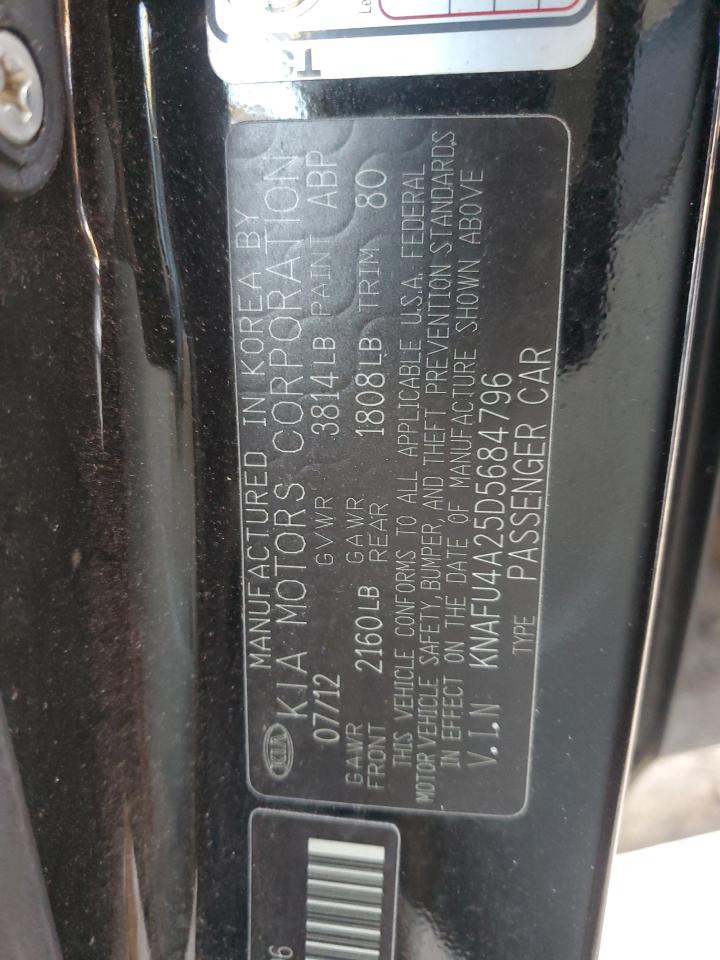 MANUFACTURED IN KOREA BY
KIA KIA MOTORS CORPORATION
07/12 GVWR 3814LB PAINT ABP
GAWR FRONT 2160LB GAWR REAR 1808LB TRIM 80
THIS VEHICLE CONFORMS TO ALL APPLICABLE U.S.A. FEDERAL
MOTOR VEHICLE SAFETY, BUMPER, AND THEFT PREVENTION STANDARDS
IN EFFECT ON THE DATE OF MANUFACTURE SHOWN ABOVE
V.I.N: KNAFU4A25D5684796
TYPE PASSENGER CAR